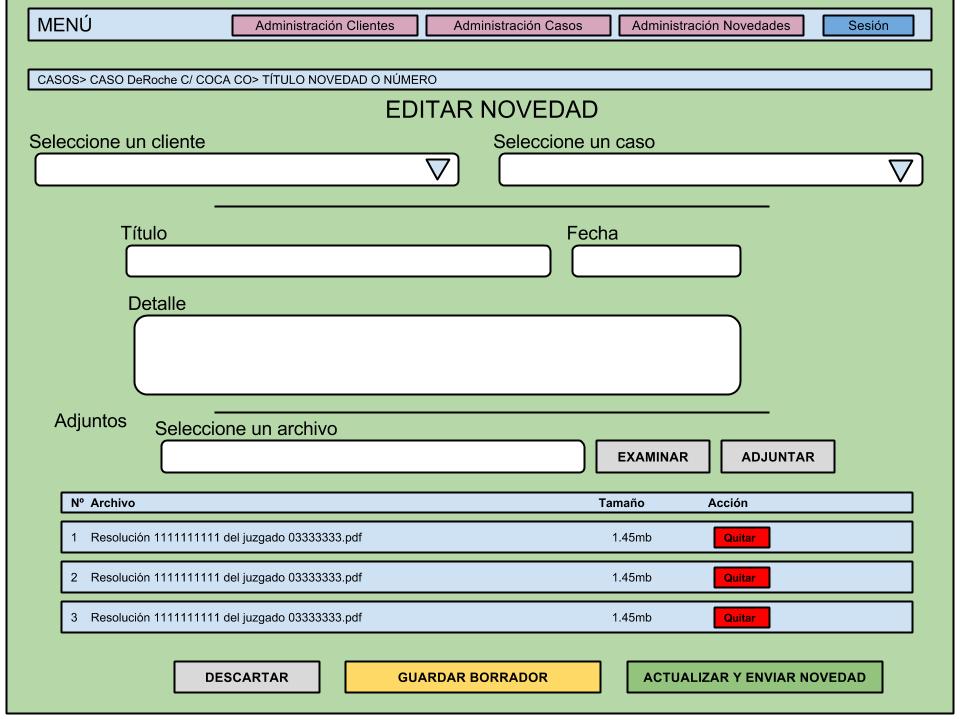 MENÚ Administración Clientes Administración Casos Administración Novedades Sesión
CASOS> CASO DeRoche C/ COCA CO> TÍTULO NOVEDAD O NÚMERO
EDITAR NOVEDAD
Seleccione un cliente Seleccione un caso
Título Fecha
Detalle
Adjuntos
Seleccione un archivo
EXAMINAR ADJUNTAR
Nº Archivo Tamaño Acción
1 Resolución 1111111111 del juzgado 03333333.pdf 1.45mb Quitar
2 Resolución 1111111111 del juzgado 03333333.pdf 1.45mb Quitar
3 Resolución 1111111111 del juzgado 03333333.pdf 1.45mb Quitar
DESCARTAR GUARDAR BORRADOR ACTUALIZAR Y ENVIAR NOVEDAD